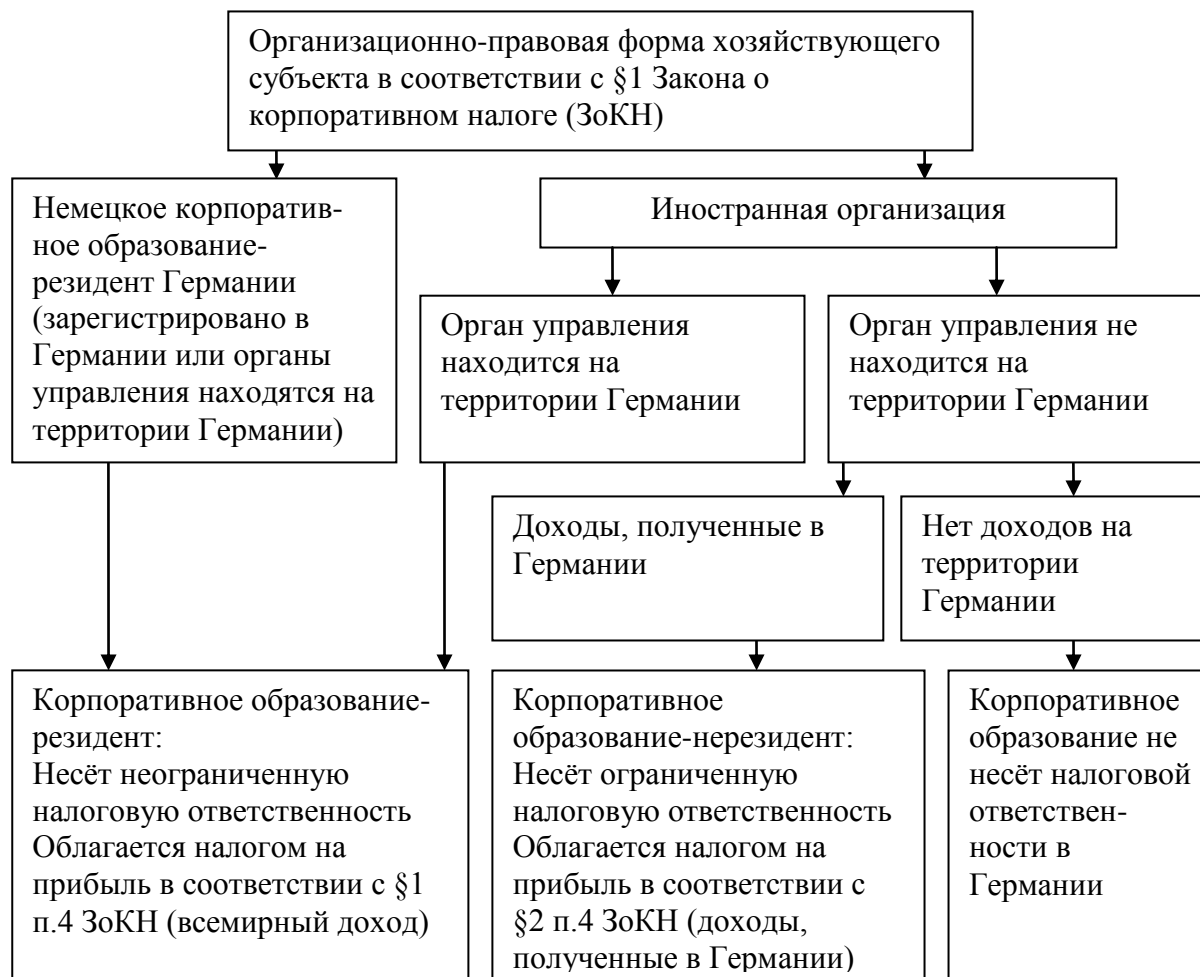 Организационно-правовая форма хозяйствующего
субъекта в соответствии с §1 Закона о
корпоративном налоге (ЗоКН)
Немецкое корпоратив-
ное образование-
резидент Германии
(зарегистрировано в
Германии или органы
управления находятся на
территории Германии)
Иностранная организация
Орган управления
находится на
территории Германии
Орган управления не
находится на
территории Германии
Доходы, полученные в
Германии
Нет доходов на
территории
Германии
Корпоративное образование-
резидент:
Несёт неограниченную
налоговую ответственность
Облагается налогом на
прибыль в соответствии с §1
п.4 ЗоКН (всемирный доход)
Корпоративное
образование-нерезидент:
Несёт ограниченную
налоговую ответственность
Облагается налогом на
прибыль в соответствии с
§2 п.4 ЗоКН (доходы,
полученные в Германии)
Корпоративное
образование не
несёт налоговой
ответствен-
ности в
Германии